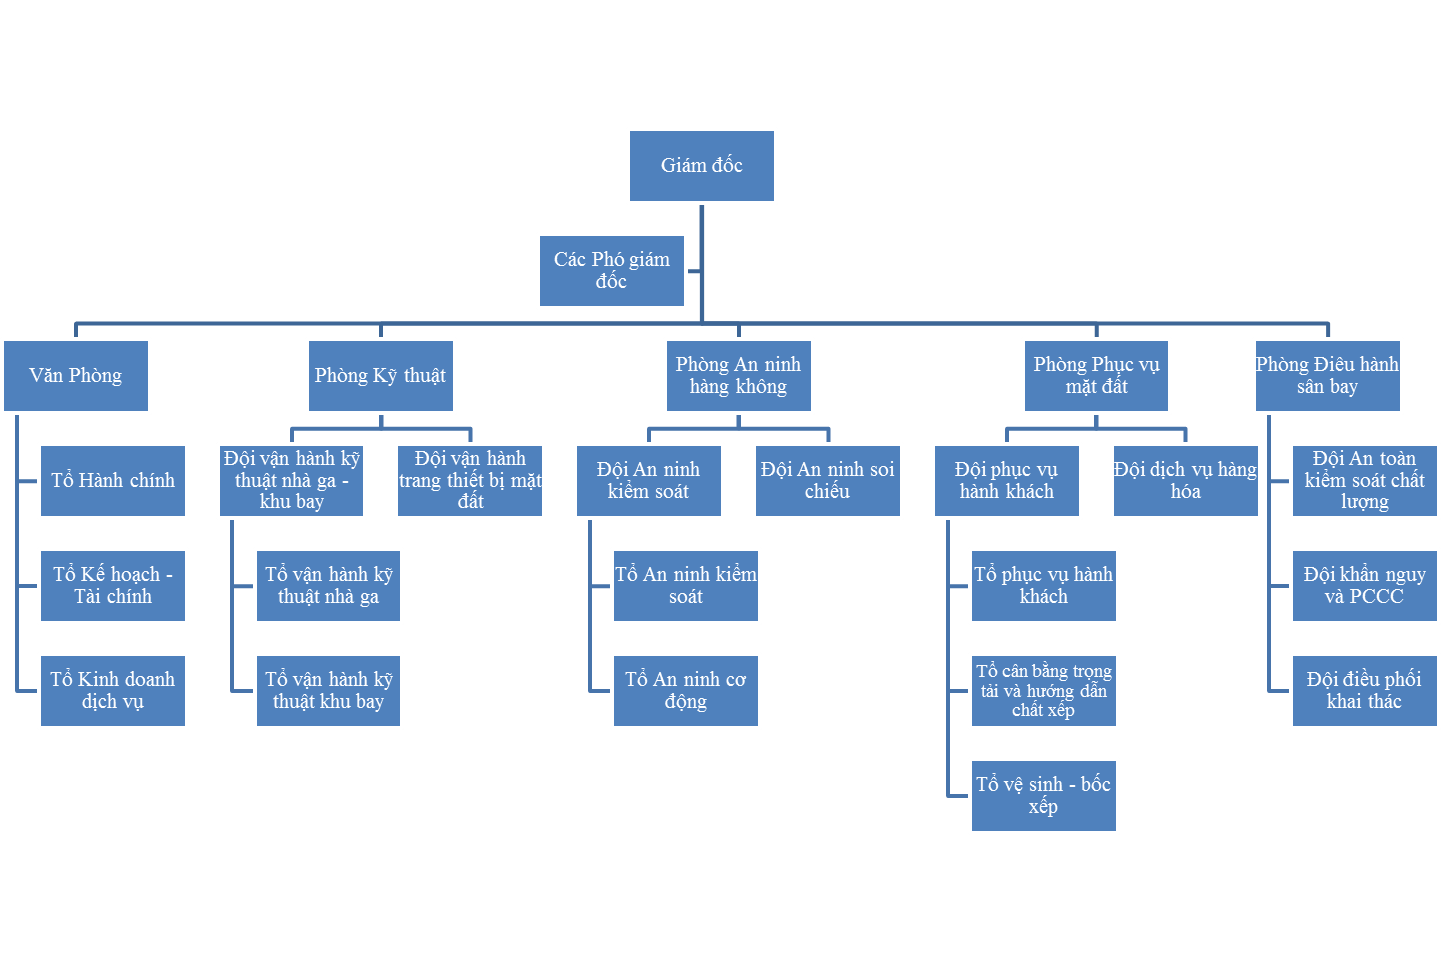 Giám đốc
Các Phó giám
đốc
Văn Phòng
Phòng Kỹ thuật
Phòng An ninh
hàng không
Phòng Phục vụ
mặt đất
Phòng Điêu hành
sân bay
Tổ Hành chính
Tổ Kế hoạch -
Tài chính
Tổ Kinh doanh
dịch vụ
Đội vận hành kỹ
thuật nhà ga -
khu bay
Đội vận hành
trang thiết bị mặt
đất
Tổ vận hành kỹ
thuật nhà ga
Tổ vận hành kỹ
thuật khu bay
Đội An ninh
kiểm soát
Đội An ninh soi
chiếu
Tổ An ninh kiểm
soát
Tổ An ninh cơ
động
Đội phục vụ
hành khách
Đội dịch vụ hàng
hóa
Tổ phục vụ hành
khách
Tổ cân bằng trọng
tải và hướng dẫn
chất xếp
Tổ vệ sinh - bốc
xếp
Đội An toàn
kiểm soát chất
lượng
Đội khẩn nguy
và PCCC
Đội điều phối
khai thác